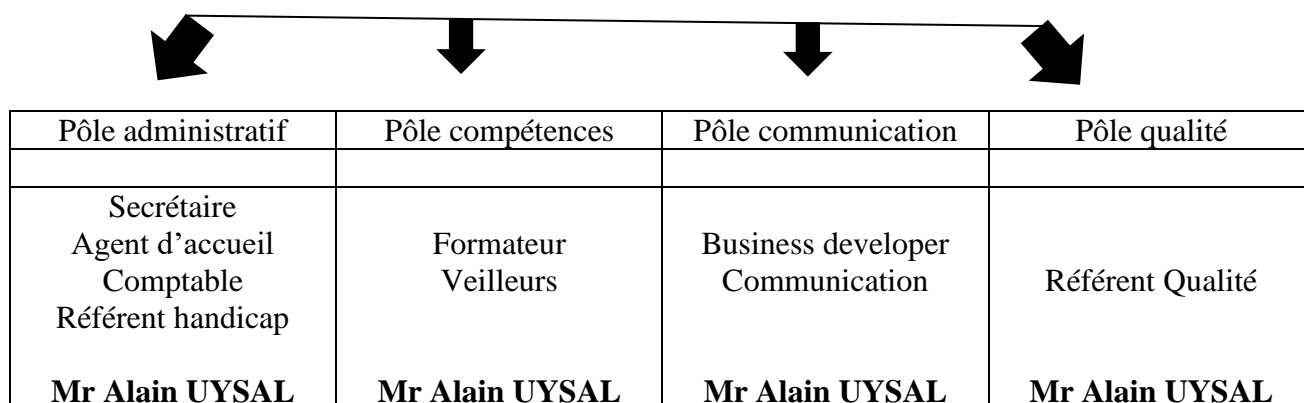 Pôle administratif
Pôle compétences
Pôle communication
Pôle qualité
Secrétaire
Agent d’accueil
Comptable
Référent handicap
Mr Alain UYSAL
Formateur
Veilleurs
Mr Alain UYSAL
Business developer
Communication
Mr Alain UYSAL
Référent Qualité
Mr Alain UYSAL